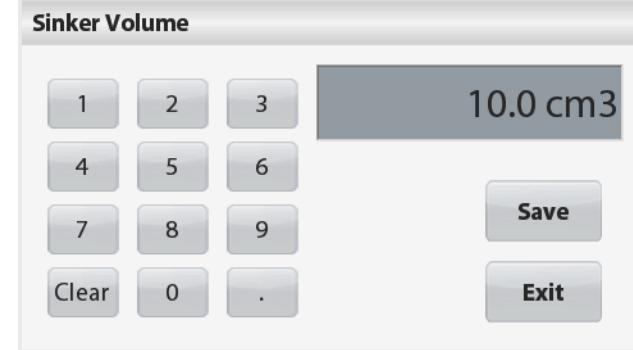 Sinker Volume
10.0 cm3
1 2 3
4 5 6
7 8 9
Clear 0 .
Save
Exit